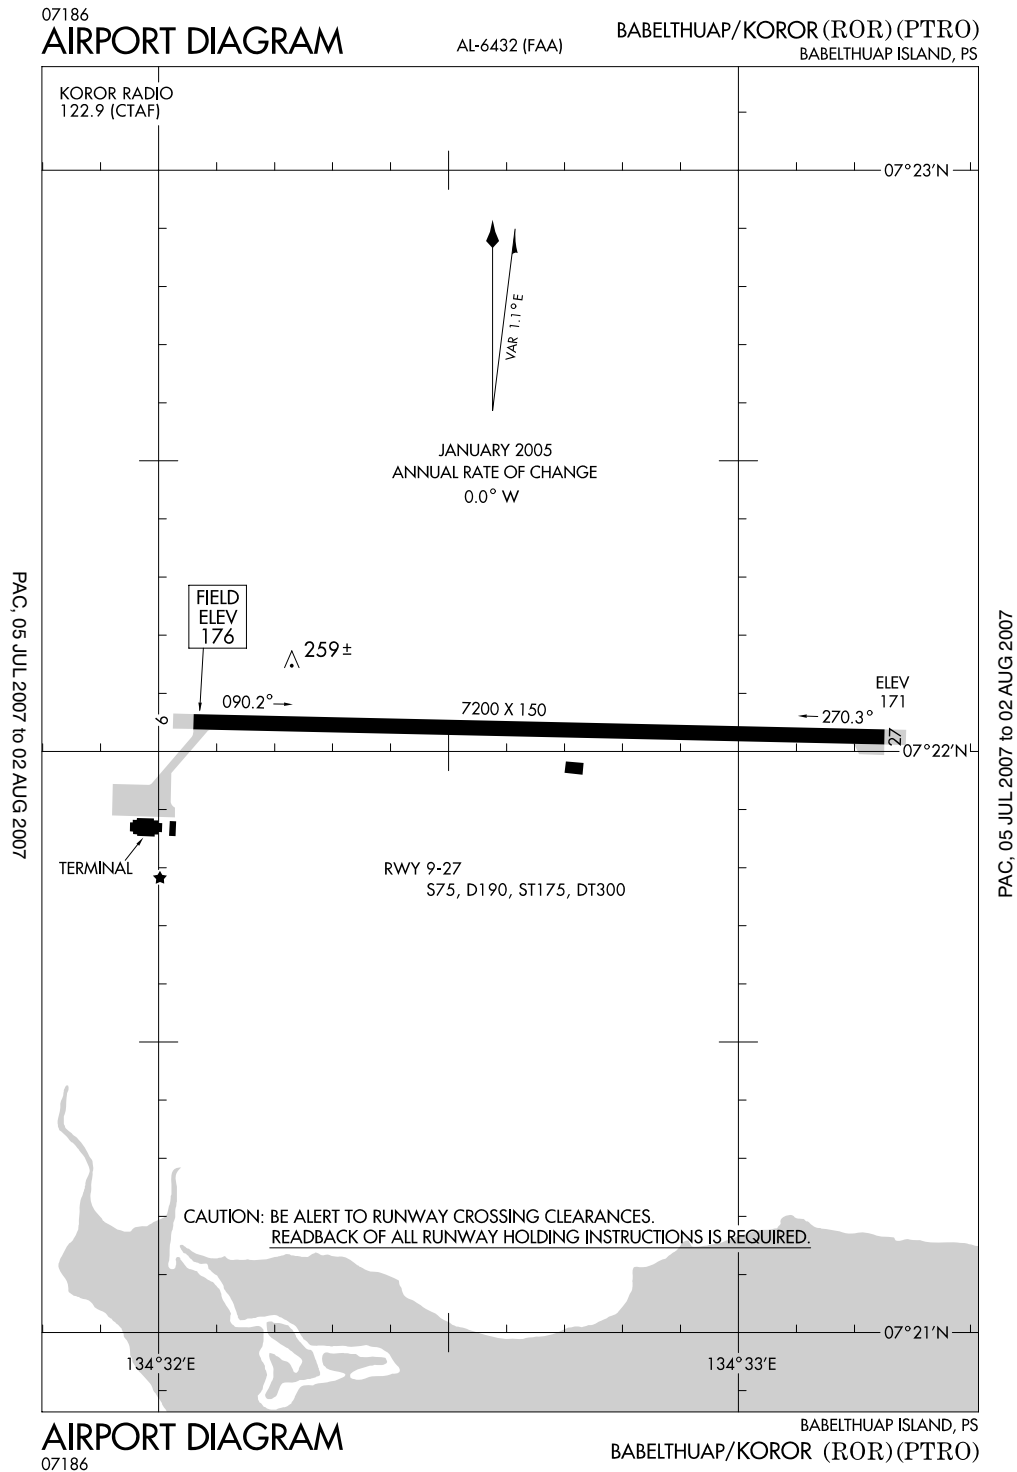 07186
AIRPORT DIAGRAM
AL-6432 (FAA)
BABELTHUAP/KOROR (ROR) (PTRO)
BABELTHUAP ISLAND, PS
KOROR RADIO
122.9 (CTAF)
07°23'N
VAR 1.1° E
JANUARY 2005
ANNUAL RATE OF CHANGE
0.0° W
PAC, 05 JUL 2007 to 02 AUG 2007
PAC, 05 JUL 2007 to 02 AUG 2007
FIELD
ELEV
176
259 ±
090.2°
7200 X 150
ELEV
171
270.3°
9
27
07°22'N
TERMINAL
RWY 9-27
S75, D190, ST175, DT300
CAUTION: BE ALERT TO RUNWAY CROSSING CLEARANCES.
READBACK OF ALL RUNWAY HOLDING INSTRUCTIONS IS REQUIRED.
07°21'N
134°32'E
134°33'E
AIRPORT DIAGRAM
07186
BABELTHUAP ISLAND, PS
BABELTHUAP/KOROR (ROR) (PTRO)